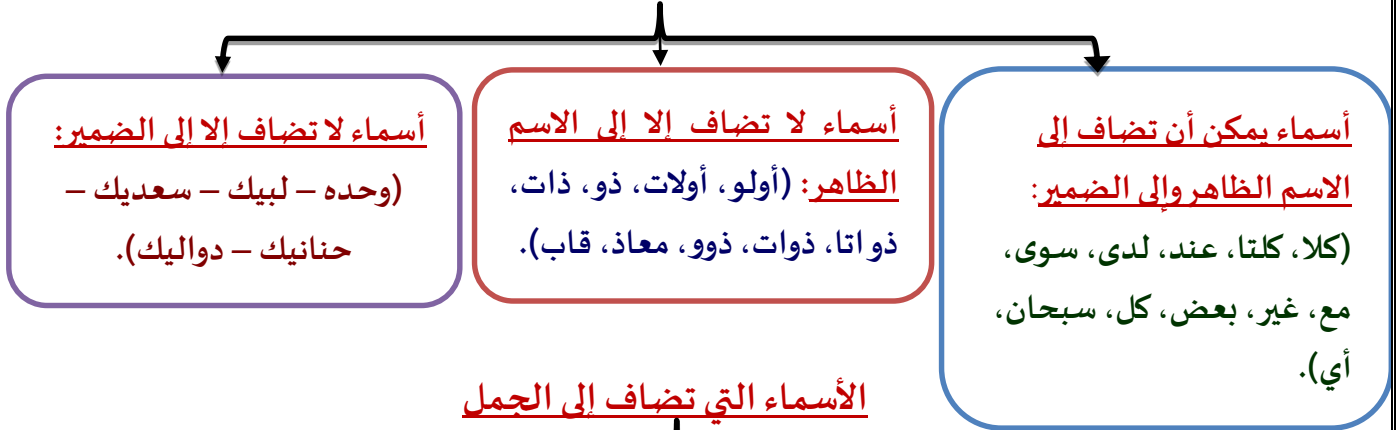 أسماء يمكن أن تضاف إلى
الاسم الظاهر وإلى الضمير:
(كلا، كلتا، عند، لدى، سوى،
مع، غير، بعض، كل، سبحان،
أي).
أسماء لا تضاف إلا إلى الاسم
الظاهر: (أولو، أولات، ذو، ذات،
ذواتا، ذوات، ذوو، معاذ، قاب).
أسماء لا تضاف إلا إلى الضمير:
(وحده – لبيك – سعديك –
حنانيك – دواليك).
الأسماء التي تضاف إلى الجمل